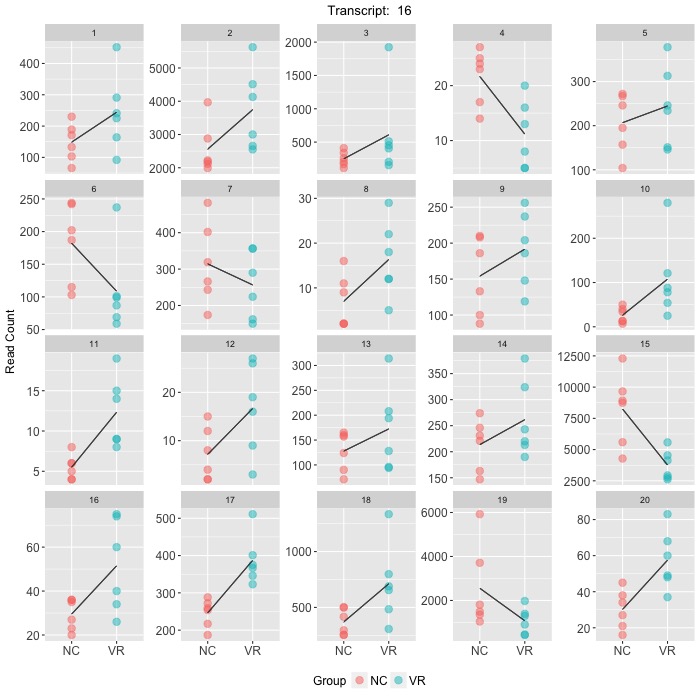 Transcript: 16
1 2 3 4 5
400 300 200 100
5000 4000 3000 2000
2000 1500 1000 500
20 10
300 200 100
6 7 8 9 10
250 200 150 100 50
400 300 200
30 20 10
250 200 150 100
200 100 0
Read Count
11 12 13 14 15
15 10 5
20 10
300 250 200 150 100
350 300 250 200 150
12500 10000 7500 5000 2500
16 17 18 19 20
60 40 20
500 400 300 200
1000 500
6000 4000 2000
80 60 40 20
NC VR NC VR NC VR NC VR NC VR
Group NC VR